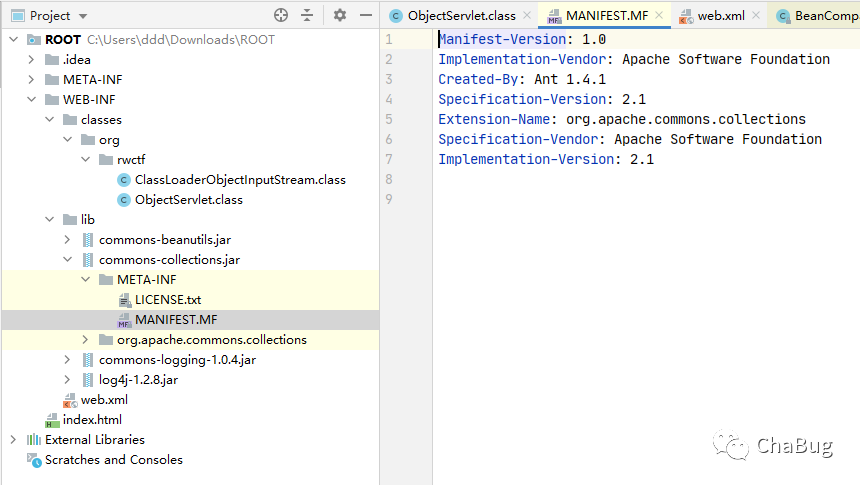 Project
ROOT C:\Users\ddd\Downloads\ROOT
.idea
META-INF
WEB-INF
classes
org
rwctf
ClassLoaderObjectInputStream.class
ObjectServlet.class
lib
commons-beanutils.jar
commons-collections.jar
META-INF
LICENSE.txt
MANIFEST.MF
org.apache.commons.collections
commons-logging-1.0.4.jar
log4j-1.2.8.jar
web.xml
index.html
External Libraries
Scratches and Consoles
ObjectServlet.class MANIFEST.MF web.xml BeanCompa
1 Manifest-Version: 1.0
2 Implementation-Vendor: Apache Software Foundation
3 Created-By: Ant 1.4.1
4 Specification-Version: 2.1
5 Extension-Name: org.apache.commons.collections
6 Specification-Vendor: Apache Software Foundation
7 Implementation-Version: 2.1
8
9
ChaBug